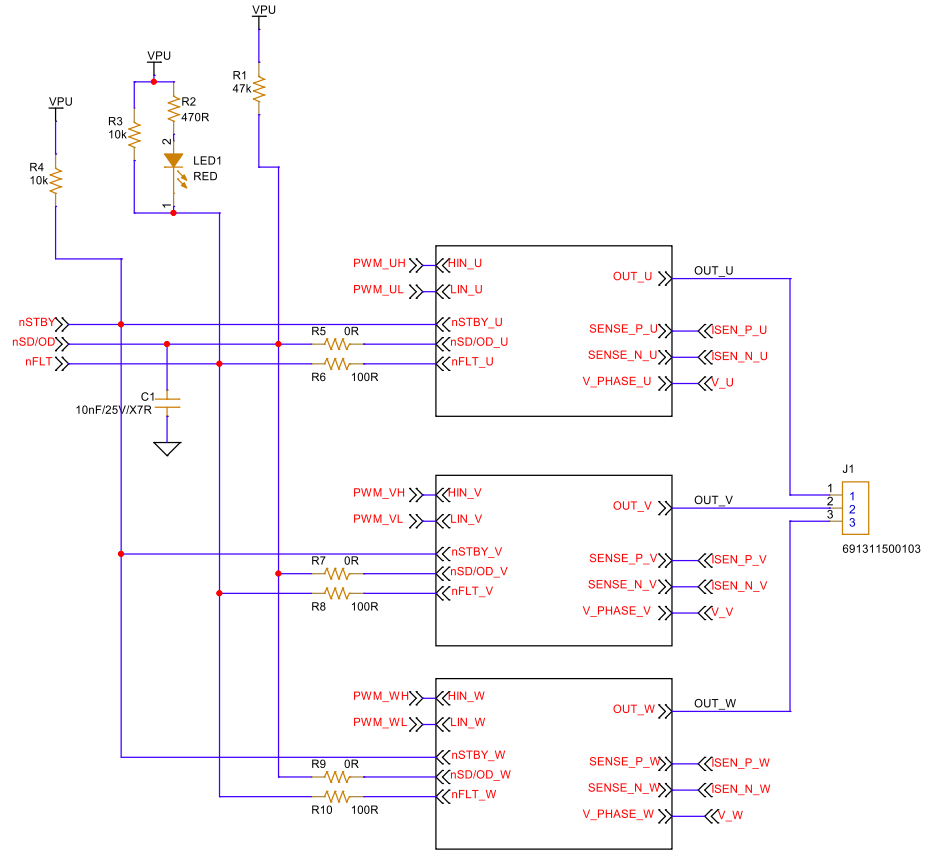 VPU
R1
47k
VPU
R2
470R
R3
10k
2
LED1
RED
1
VPU
R4
10k
nSTBY
nSD/OD
nFLT
C1
10nF/25V/X7R
R5 0R
R6 100R
PWM_UH HIN_U
PWM_UL LIN_U
nSTBY_U
nSD/OD_U
nFLT_U
OUT_U OUT_U
SENSE_P_U ISEN_P_U
SENSE_N_U ISEN_N_U
V_PHASE_U V_U
J1
1 1
2 2
3 3
691311500103
PWM_VH HIN_V
PWM_VL LIN_V
nSTBY_V
R7 0R
nSD/OD_V
nFLT_V
R8 100R
OUT_V OUT_V
SENSE_P_V ISEN_P_V
SENSE_N_V ISEN_N_V
V_PHASE_V V_V
PWM_WH HIN_W
PWM_WL LIN_W
nSTBY_W
R9 0R
nSD/OD_W
nFLT_W
R10 100R
OUT_W OUT_W
SENSE_P_W ISEN_P_W
SENSE_N_W ISEN_N_W
V_PHASE_W V_W